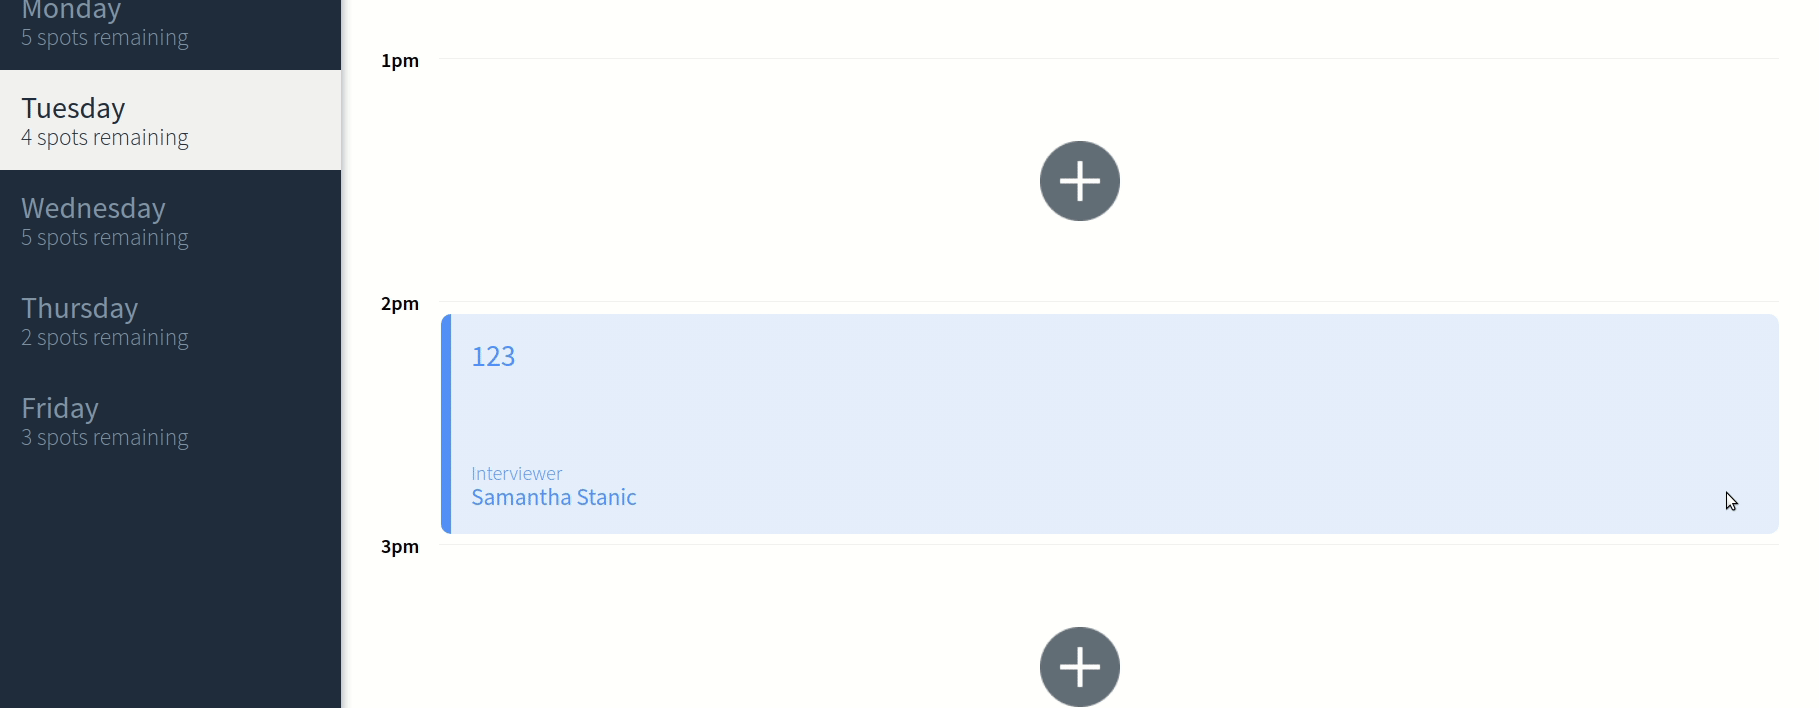 Monday
5 spots remaining
Tuesday
4 spots remaining
Wednesday
5 spots remaining
Thursday
2 spots remaining
Friday
3 spots remaining
1pm
2pm
123
Interviewer
Samantha Stanic
3pm